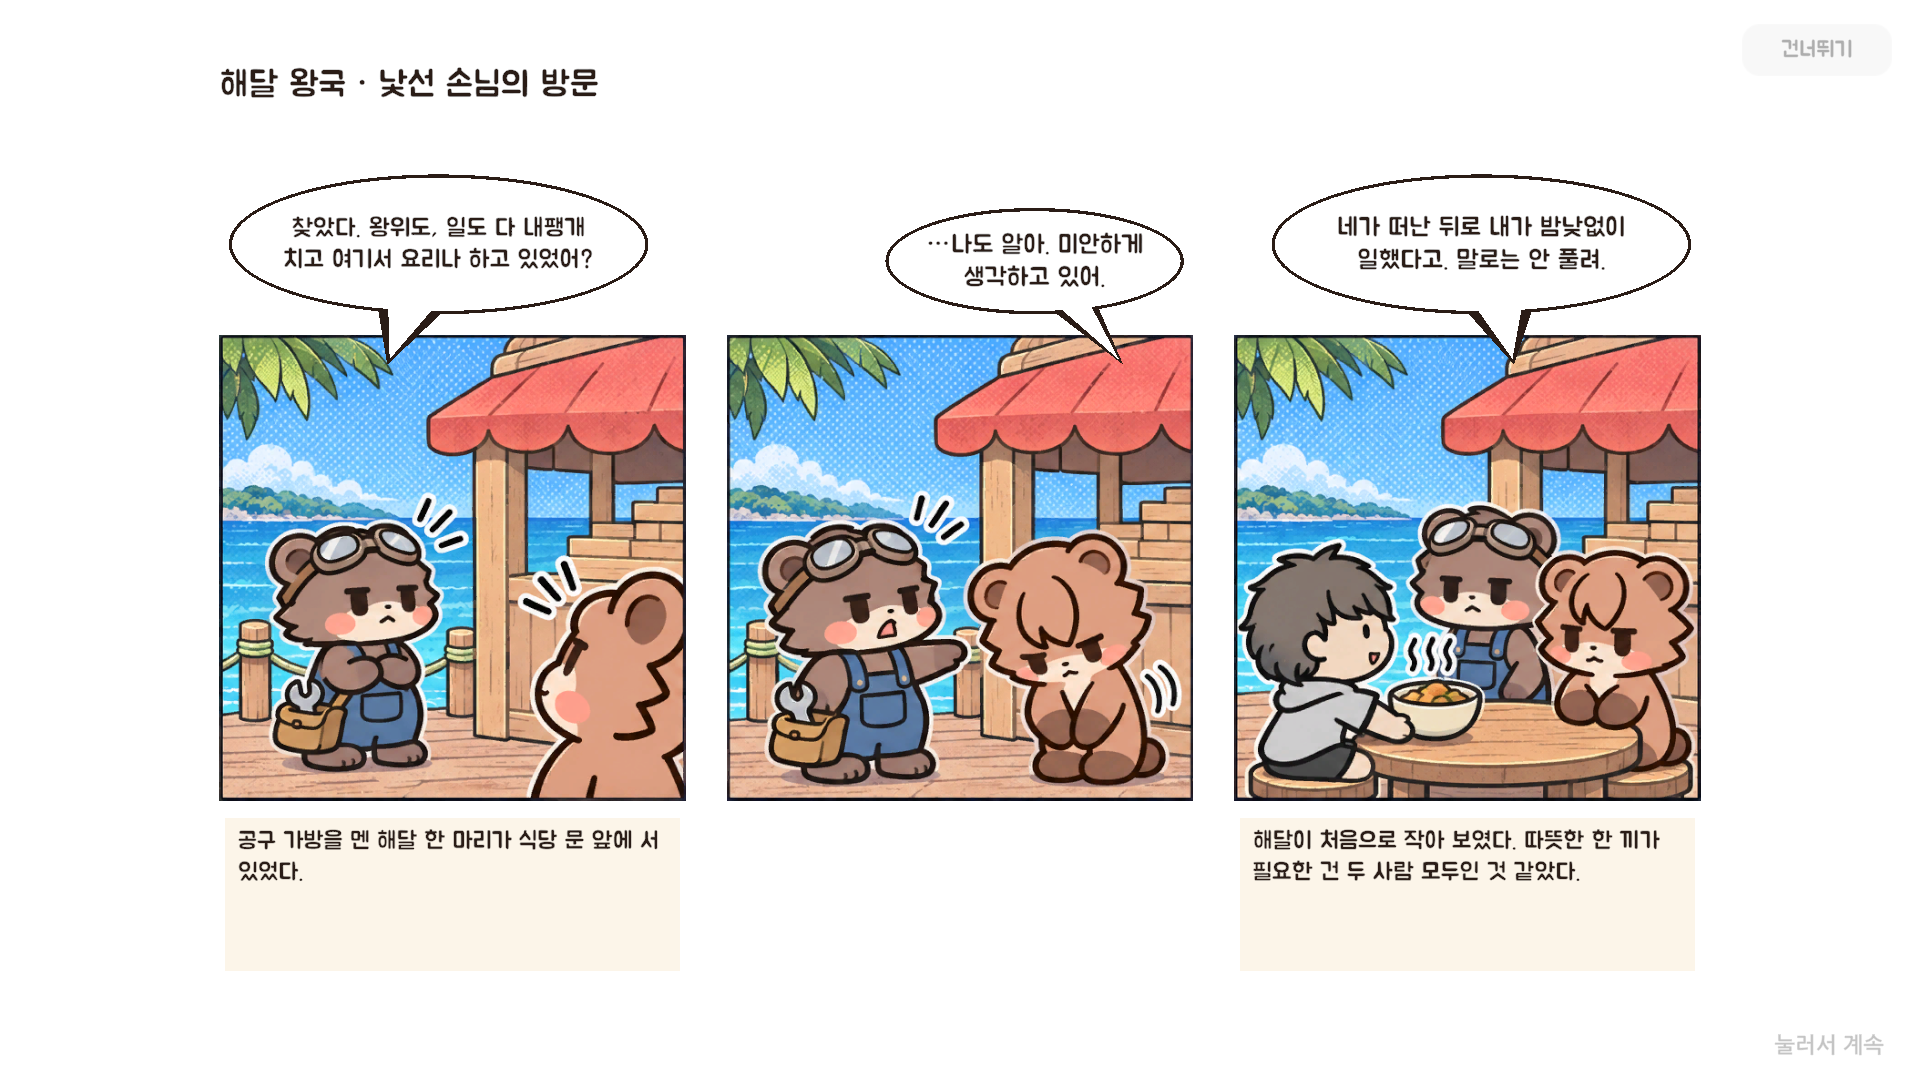 건너뛰기
해달 왕국 · 낯선 손님의 방문
찾았다. 왕위도, 일도 다 내팽개
치고 여기서 요리나 하고 있었어?
…나도 알아. 미안하게
생각하고 있어.
네가 떠난 뒤로 내가 밤낮없이
일했다고. 말로는 안 풀려.
공구 가방을 멘 해달 한 마리가 식당 문 앞에 서
있었다.
해달이 처음으로 작아 보였다. 따뜻한 한 끼가
필요한 건 두 사람 모두인 것 같았다.
눌러서 계속